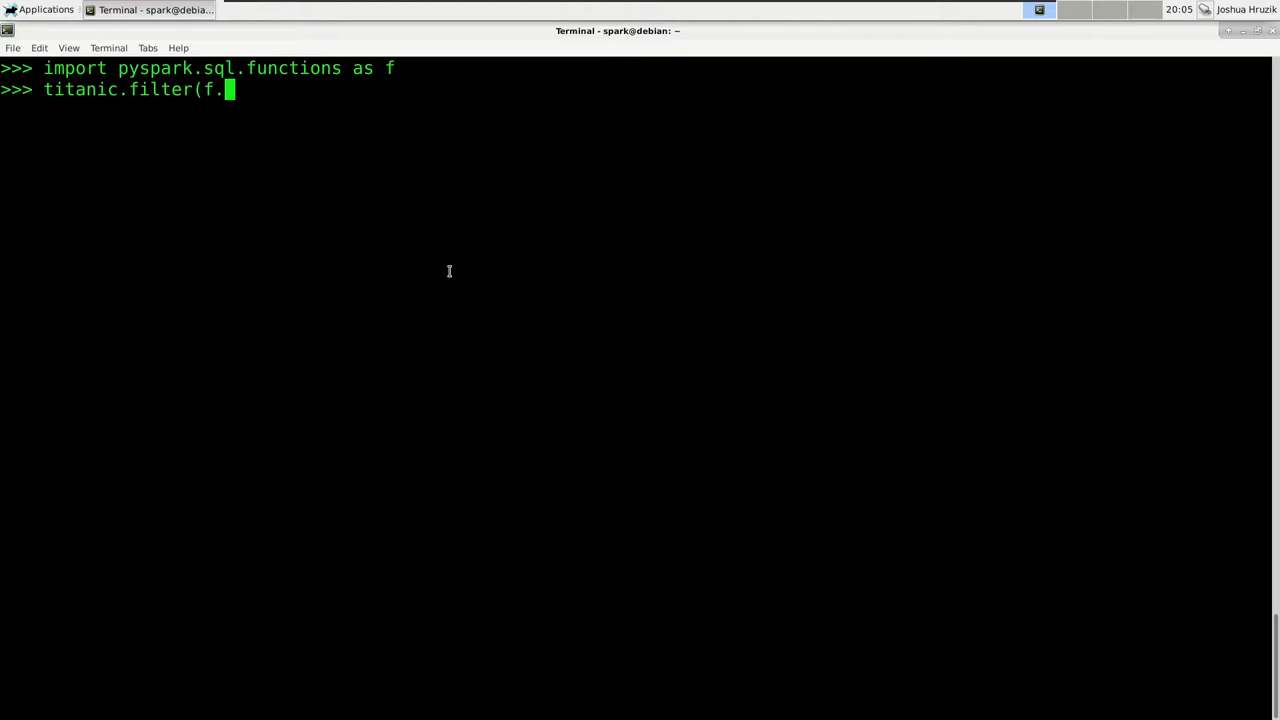 Applications
Terminal - spark@debia...
20:05
Joshua Hruzik
Terminal - spark@debian: ~
File Edit View Terminal Tabs Help
>>> import pyspark.sql.functions as f
>>> titanic.filter(f.